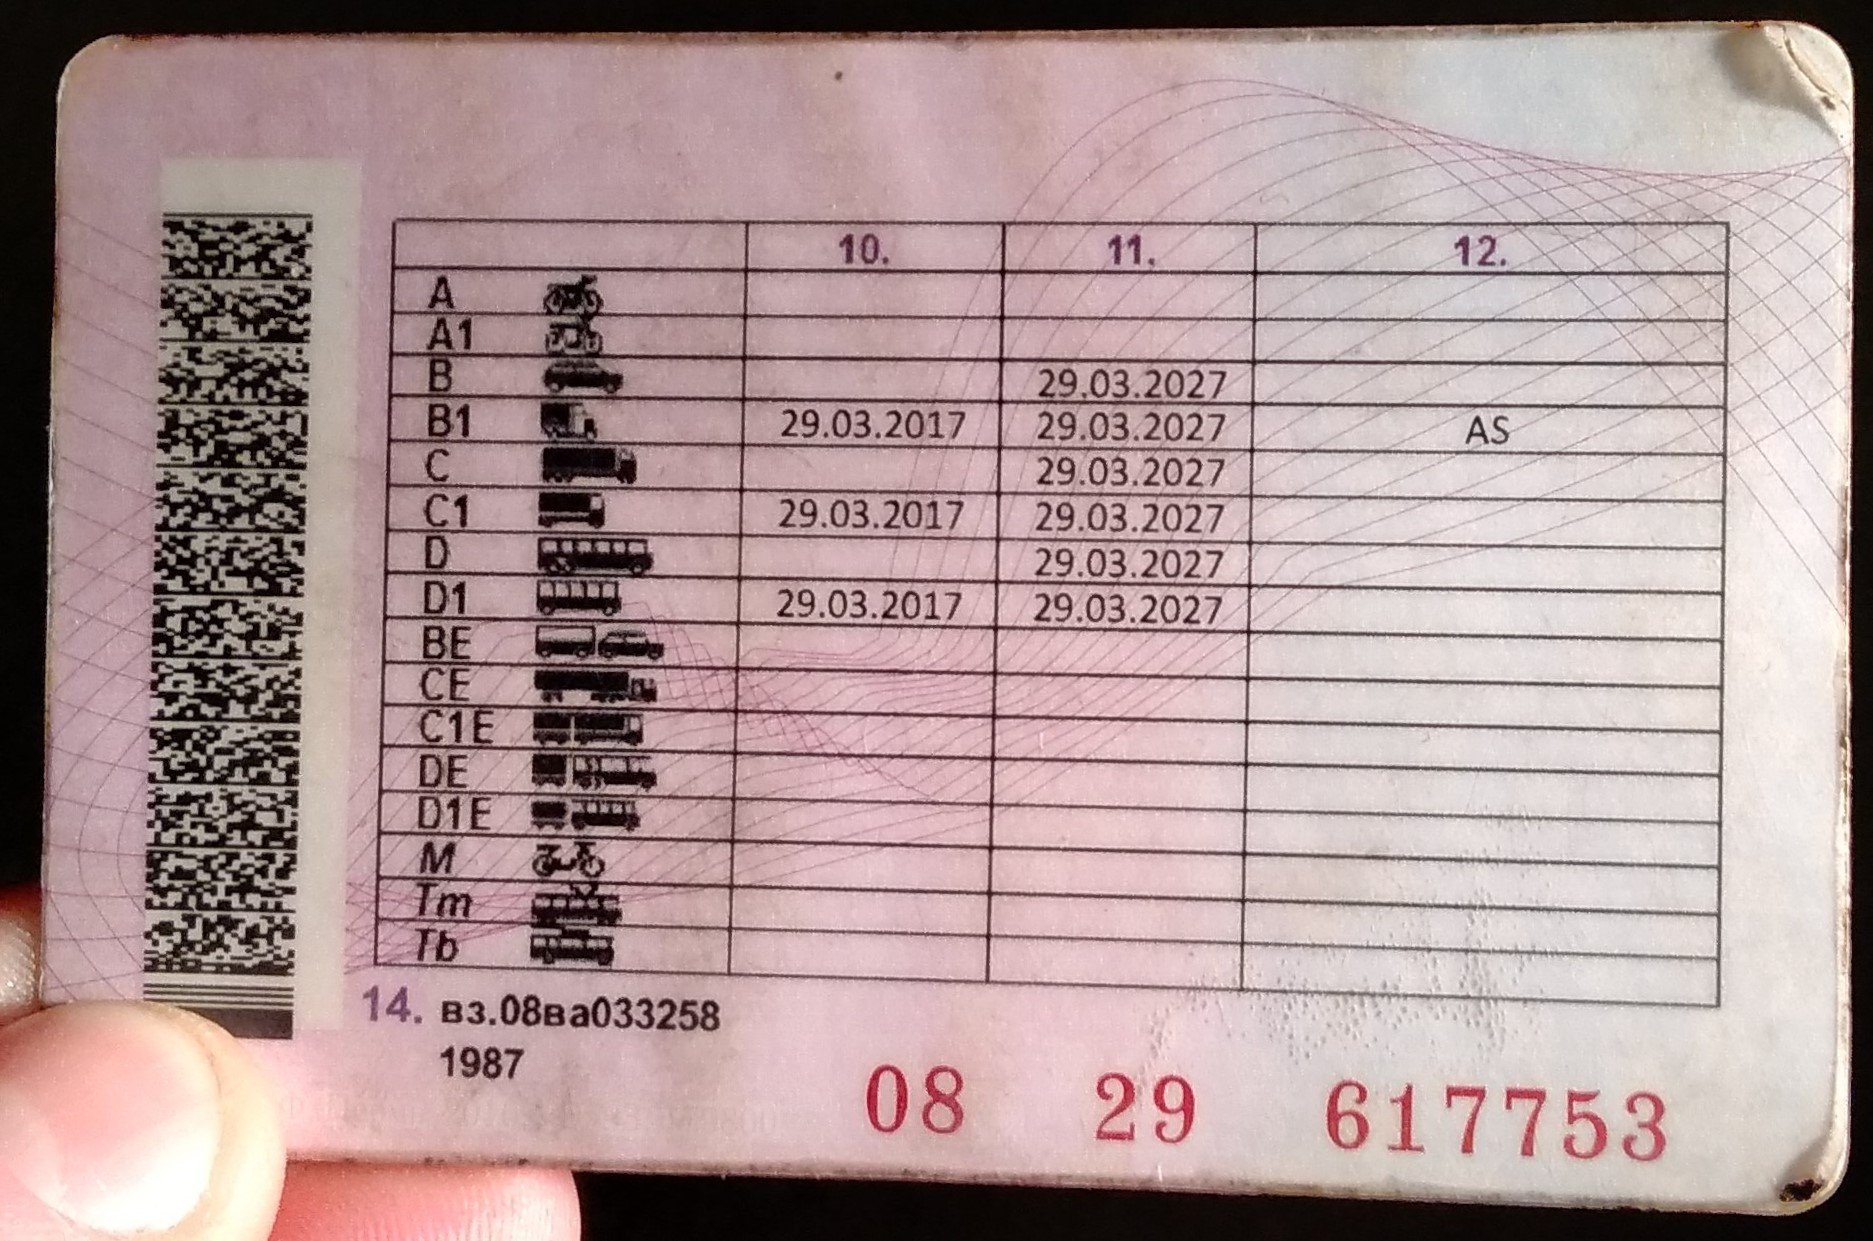 10. 11. 12.
A
A1
B 29.03.2027
B1 29.03.2017 29.03.2027 AS
C 29.03.2027
C1 29.03.2017 29.03.2027
D 29.03.2027
D1 29.03.2017 29.03.2027
BE
CE
C1E
DE
D1E
M
Tm
Tb
14. вз.08ва033258
1987
08 29 617753